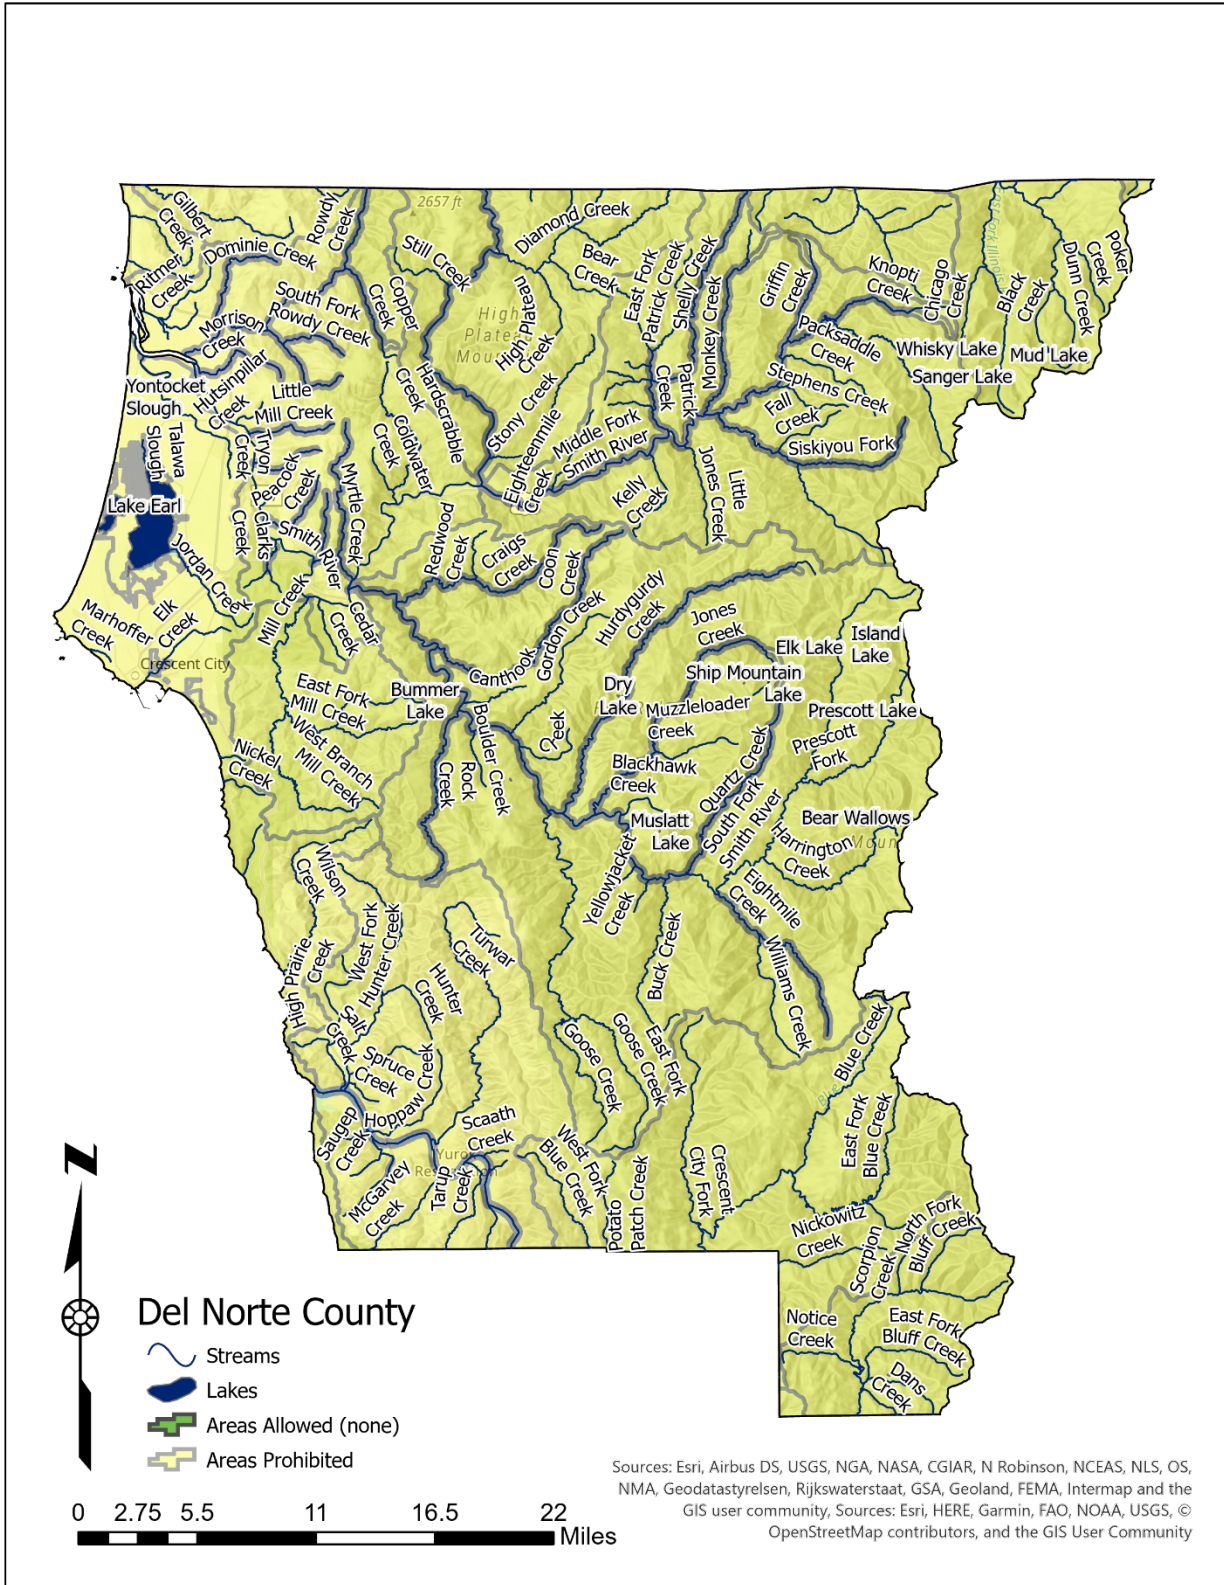 2657 ft
Gilbert
Creek
Rowdy
Creek
Dominie Creek
Ritmer
Creek
Still Creek
Diamond Creek
Bear
Creek
East Fork
Patrick Creek
Shelly Creek
Monkey Creek
Griffin
Creek
Knopti
Creek
Chicago
Creek
Black
Creek
Dunn Creek
Poker
Creek
South Fork
Rowdy Creek
Copper
Creek
High
Plateau
High Plateau
Creek
Morrison
Creek
Packsaddle
Creek
Whisky Lake
Mud Lake
Sanger Lake
Hutsinpillar
Creek
Yontocket
Slough
Little
Mill Creek
Hardscrabble
Creek
Stony Creek
Patrick
Creek
Stephens Creek
Fall
Creek
Talawa
Slough
Tryon
Creek
Coldwater
Creek
Eighteenmile
Creek
Middle Fork
Smith River
Siskiyou Fork
Peacock
Creek
Myrtle Creek
Kelly
Creek
Little
Jones Creek
Lake Earl
Clarks
Creek
Smith River
Redwood
Creek
Craigs
Creek
Coon
Creek
Jordan Creek
Elk
Creek
Marhoffer
Creek
Mill Creek
Cedar
Creek
Gordon Creek
Hurdygurdy
Creek
Jones
Creek
Elk Lake
Island
Lake
Crescent City
Canthook
Creek
East Fork
Mill Creek
Bummer
Lake
Dry
Lake
Ship Mountain
Lake
Muzzleloader
Creek
Prescott Lake
Prescott
Fork
West Branch
Mill Creek
Nickel
Creek
Rock
Creek
Boulder Creek
Blackhawk
Creek
Quartz Creek
Muslatt
Lake
South Fork
Smith River
Bear Wallows
Harrington
Creek
Wilson
Creek
Yellowjacket
Creek
Eightmile
Creek
West Fork
Hunter Creek
Turwar
Creek
Buck Creek
Williams Creek
High Prairie
Creek
Hunter
Creek
Salt
Creek
Spruce
Creek
Goose Creek
East Fork
Goose Creek
Blue Creek
Hoppaw Creek
Saugep
Creek
Scaath
Creek
McGarvey
Creek
Tarup
Creek
West Fork
Blue Creek
Potato
Patch Creek
Crescent
City Fork
East Fork
Blue Creek
Nickowitz
Creek
Scorpion
Creek
North Fork
Bluff Creek
Notice
Creek
East Fork
Bluff Creek
Dans
Creek
N
Del Norte County
Streams
Lakes
Areas Allowed (none)
Areas Prohibited
0 2.75 5.5 11 16.5 22
Miles
Sources: Esri, Airbus DS, USGS, NGA, NASA, CGIAR, N Robinson, NCEAS, NLS, OS,
NMA, Geodatastyrelsen, Rijkswaterstaat, GSA, Geoland, FEMA, Intermap and the
GIS user community, Sources: Esri, HERE, Garmin, FAO, NOAA, USGS, ©
OpenStreetMap contributors, and the GIS User Community